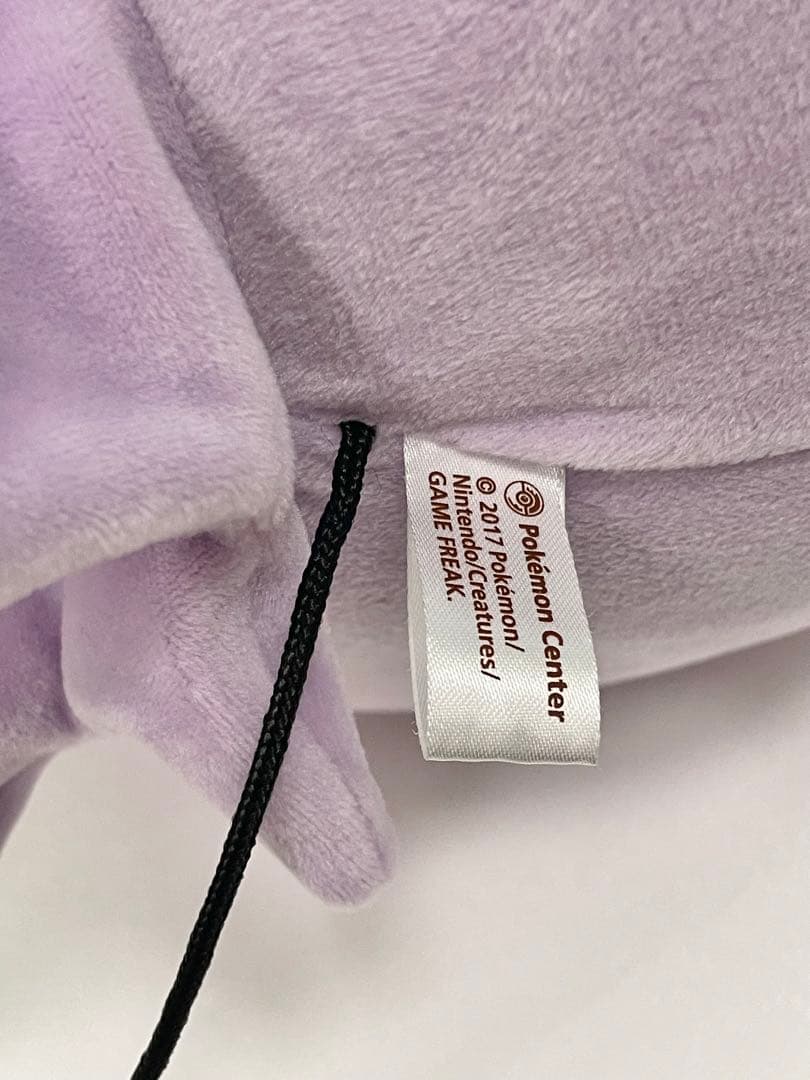 Pokémon Center
© 2017 Pokémon/
Nintendo/Creatures/
GAME FREAK.